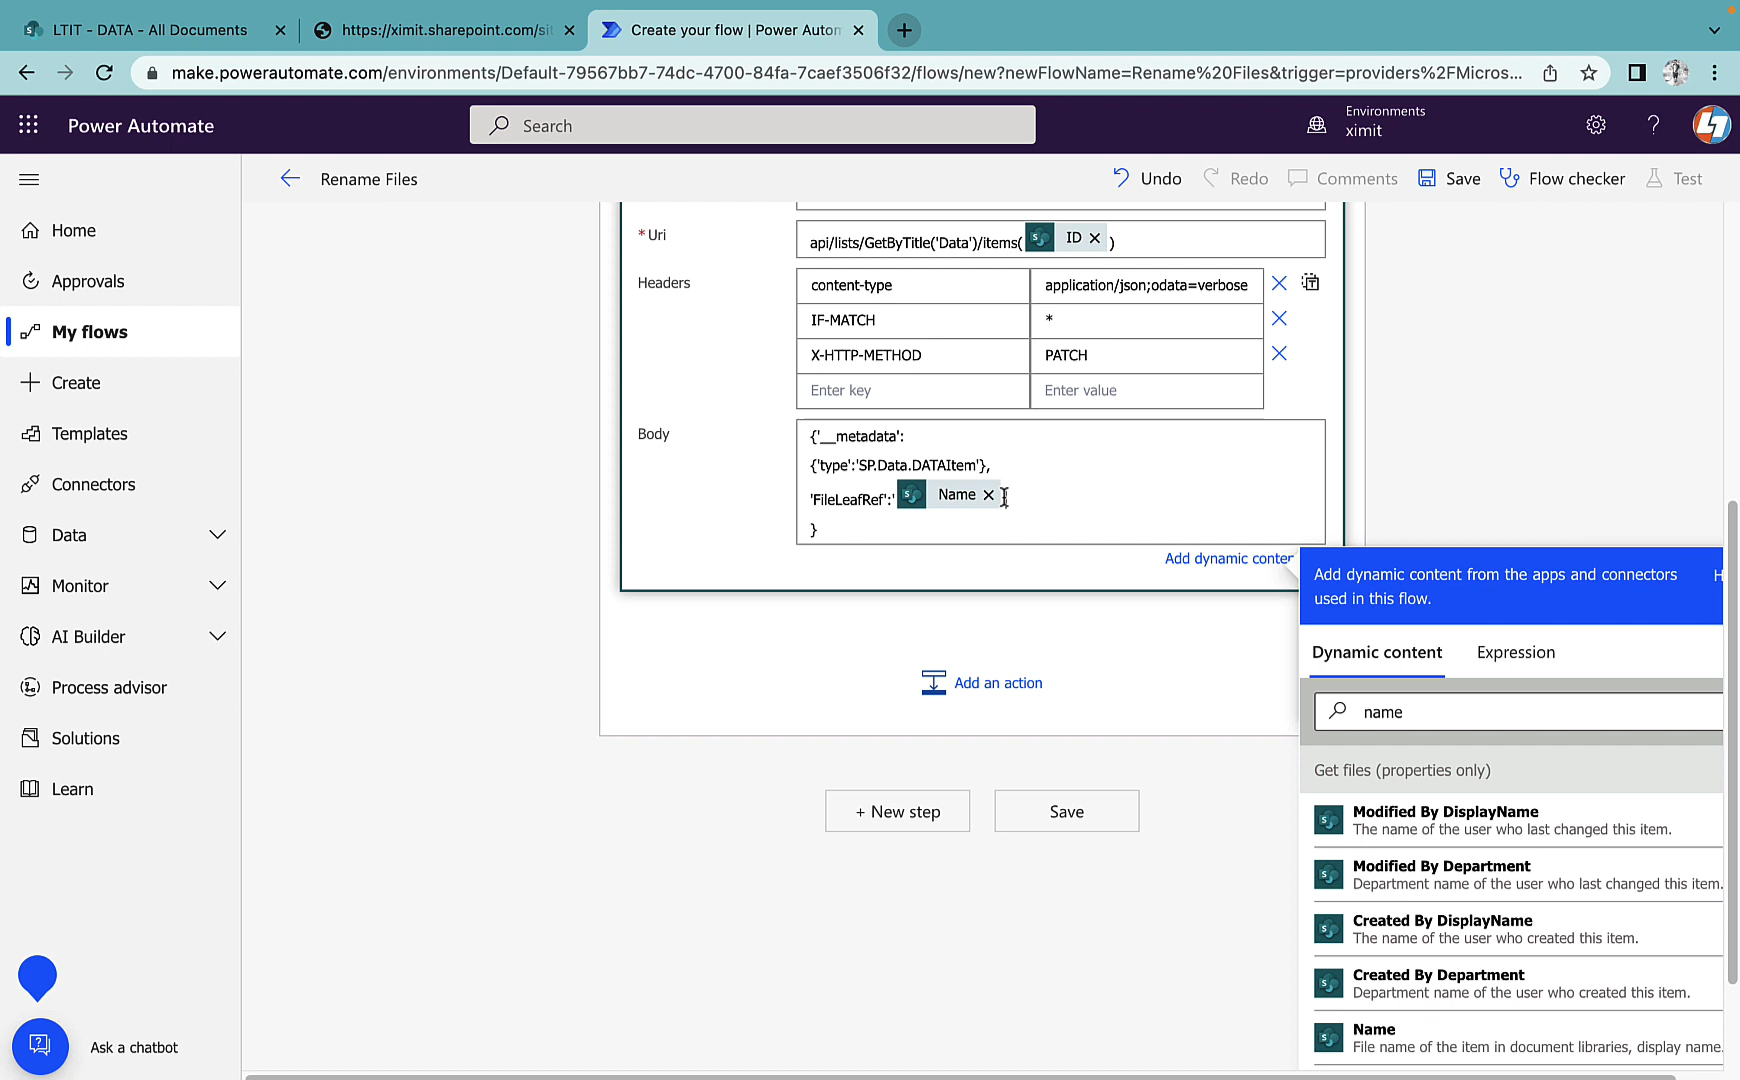 LTIT - DATA - All Documents
https://ximit.sharepoint.com/sit
Create your flow | Power Autom
make.powerautomate.com/environments/Default-79567bb7-74dc-4700-84fa-7caef3506f32/flows/new?newFlowName=Rename%20Files&trigger=providers%2FMicros...
Power Automate
Search
Environments
ximit
Rename Files
Undo
Redo
Comments
Save
Flow checker
Test
Home
Approvals
My flows
Create
Templates
Connectors
Data
Monitor
AI Builder
Process advisor
Solutions
Learn
Ask a chatbot
* Uri
api/lists/GetByTitle('Data')/items( ID )
Headers
content-type application/json;odata=verbose
IF-MATCH *
X-HTTP-METHOD PATCH
Enter key Enter value
Body
{'__metadata':
{'type':'SP.Data.DATAItem'},
'FileLeafRef':' Name
}
Add dynamic conten
Add an action
+ New step
Save
Add dynamic content from the apps and connectors
used in this flow.
H
Dynamic content
Expression
name
Get files (properties only)
Modified By DisplayName
The name of the user who last changed this item.
Modified By Department
Department name of the user who last changed this item.
Created By DisplayName
The name of the user who created this item.
Created By Department
Department name of the user who created this item.
Name
File name of the item in document libraries, display name